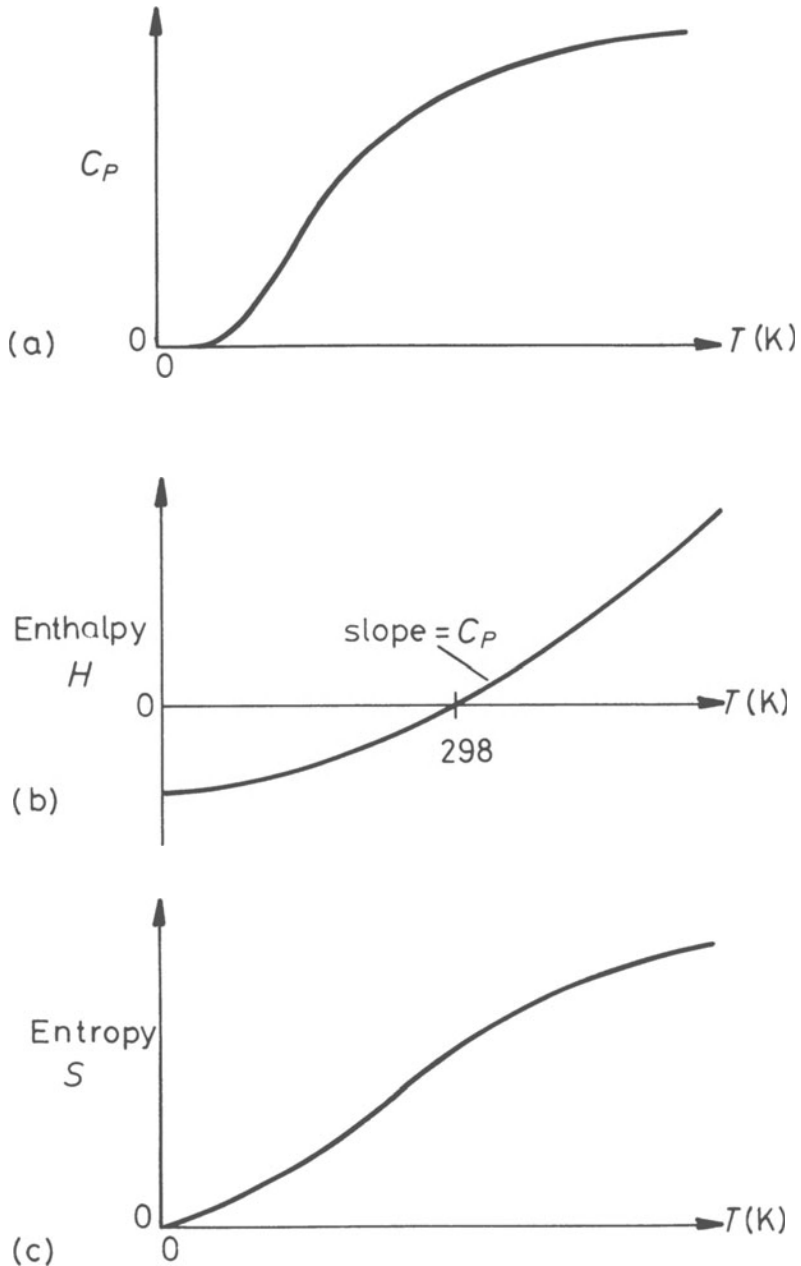 C_P
0
(a)
T (K)
0
Enthalpy
H
slope = C_P
0
T (K)
298
(b)
Entropy
S
0
T (K)
0
(c)